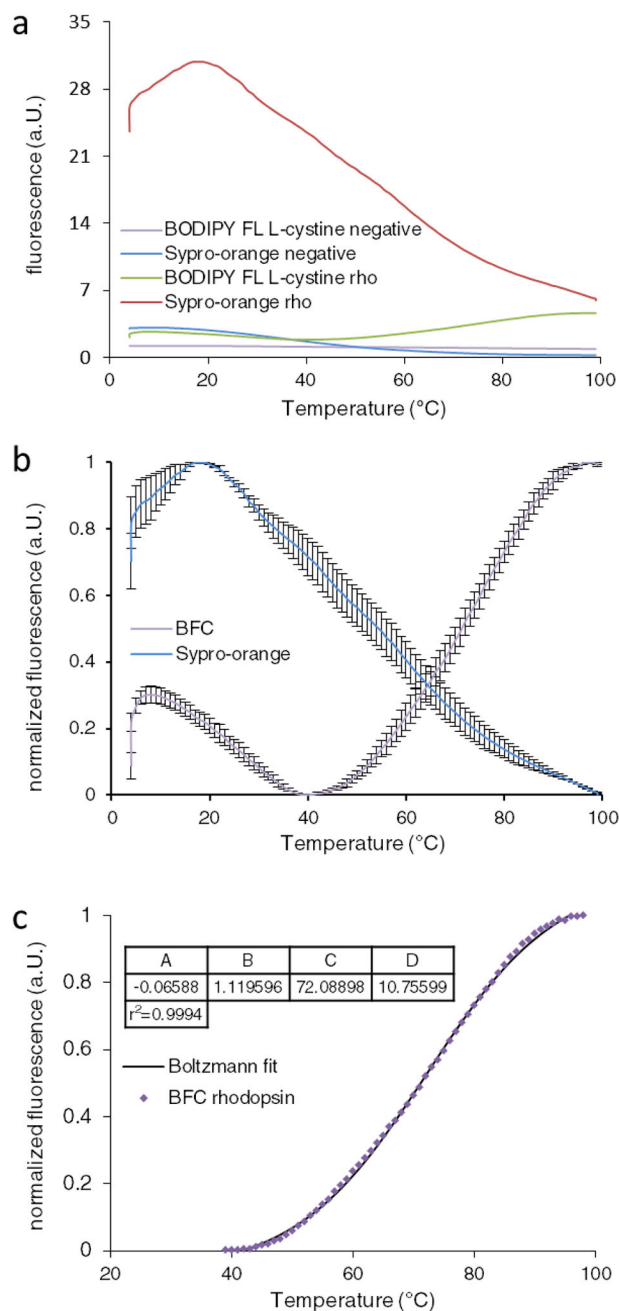 a
35
28
21
14
7
0
fluorescence (a.U.)
BODIPY FL L-cystine negative
Sypro-orange negative
BODIPY FL L-cystine rho
Sypro-orange rho
0 20 40 60 80 100
Temperature (°C)
b
1
0.8
0.6
0.4
0.2
0
normalized fluorescence (a.U.)
BFC
Sypro-orange
0 20 40 60 80 100
Temperature (°C)
c
1
0.8
0.6
0.4
0.2
0
normalized fluorescence (a.U.)
A B C D
-0.06588 1.119596 72.08898 10.75599
r²=0.9994
Boltzmann fit
BFC rhodopsin
20 40 60 80 100
Temperature (°C)